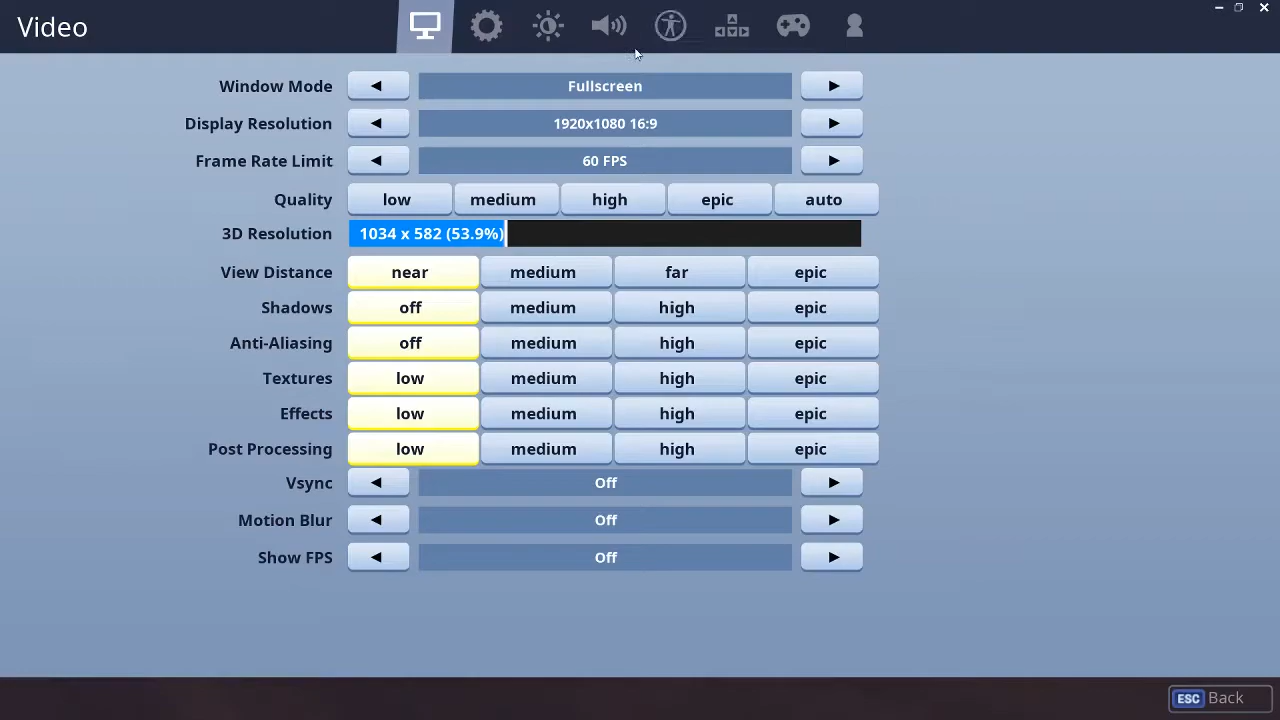 Video
Window Mode Fullscreen
Display Resolution 1920x1080 16:9
Frame Rate Limit 60 FPS
Quality low medium high epic auto
3D Resolution 1034 x 582 (53.9%)
View Distance near medium far epic
Shadows off medium high epic
Anti-Aliasing off medium high epic
Textures low medium high epic
Effects low medium high epic
Post Processing low medium high epic
Vsync Off
Motion Blur Off
Show FPS Off
ESC Back